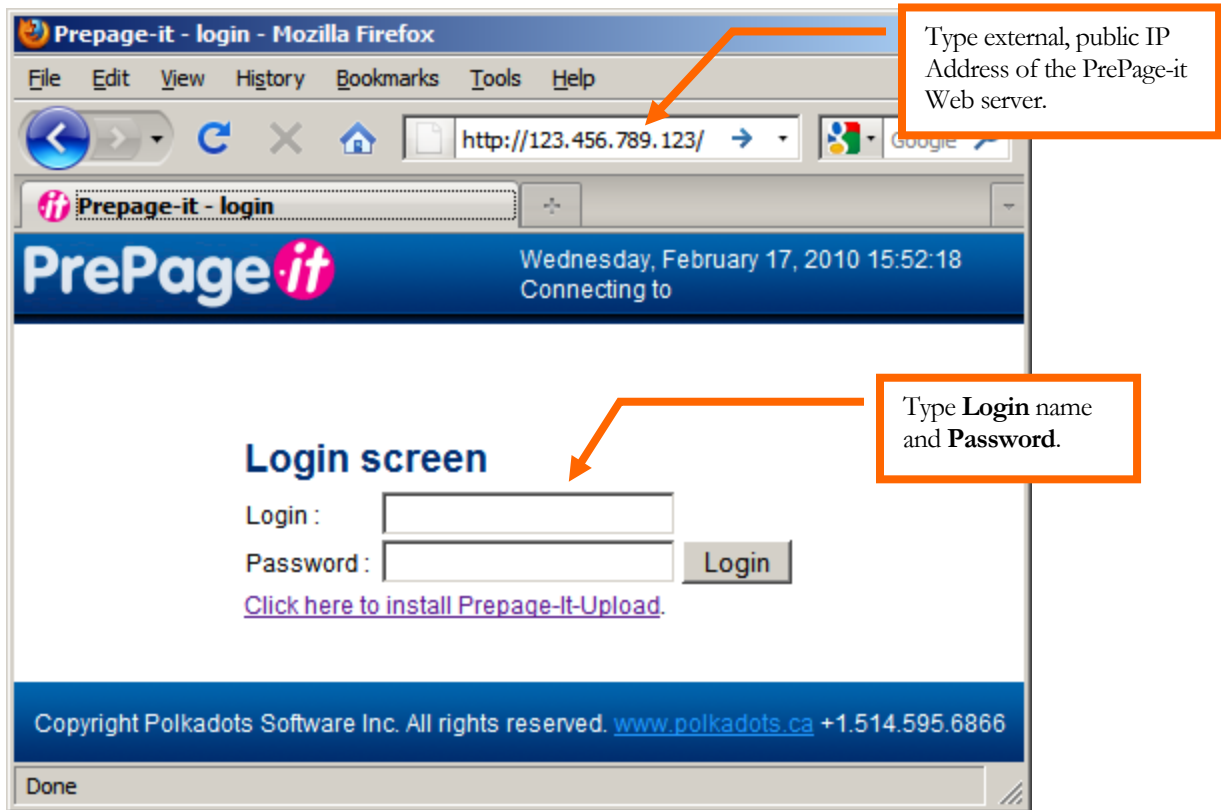 Prepage-it - login - Mozilla Firefox
Type external, public IP
Address of the PrePage-it
Web server.
File Edit View History Bookmarks Tools Help
http://123.456.789.123/
Google
Prepage-it - login
PrePage·it
Wednesday, February 17, 2010 15:52:18
Connecting to
Type Login name
and Password.
Login screen
Login :
Password : Login
Click here to install Prepage-It-Upload.
Copyright Polkadots Software Inc. All rights reserved. www.polkadots.ca +1.514.595.6866
Done